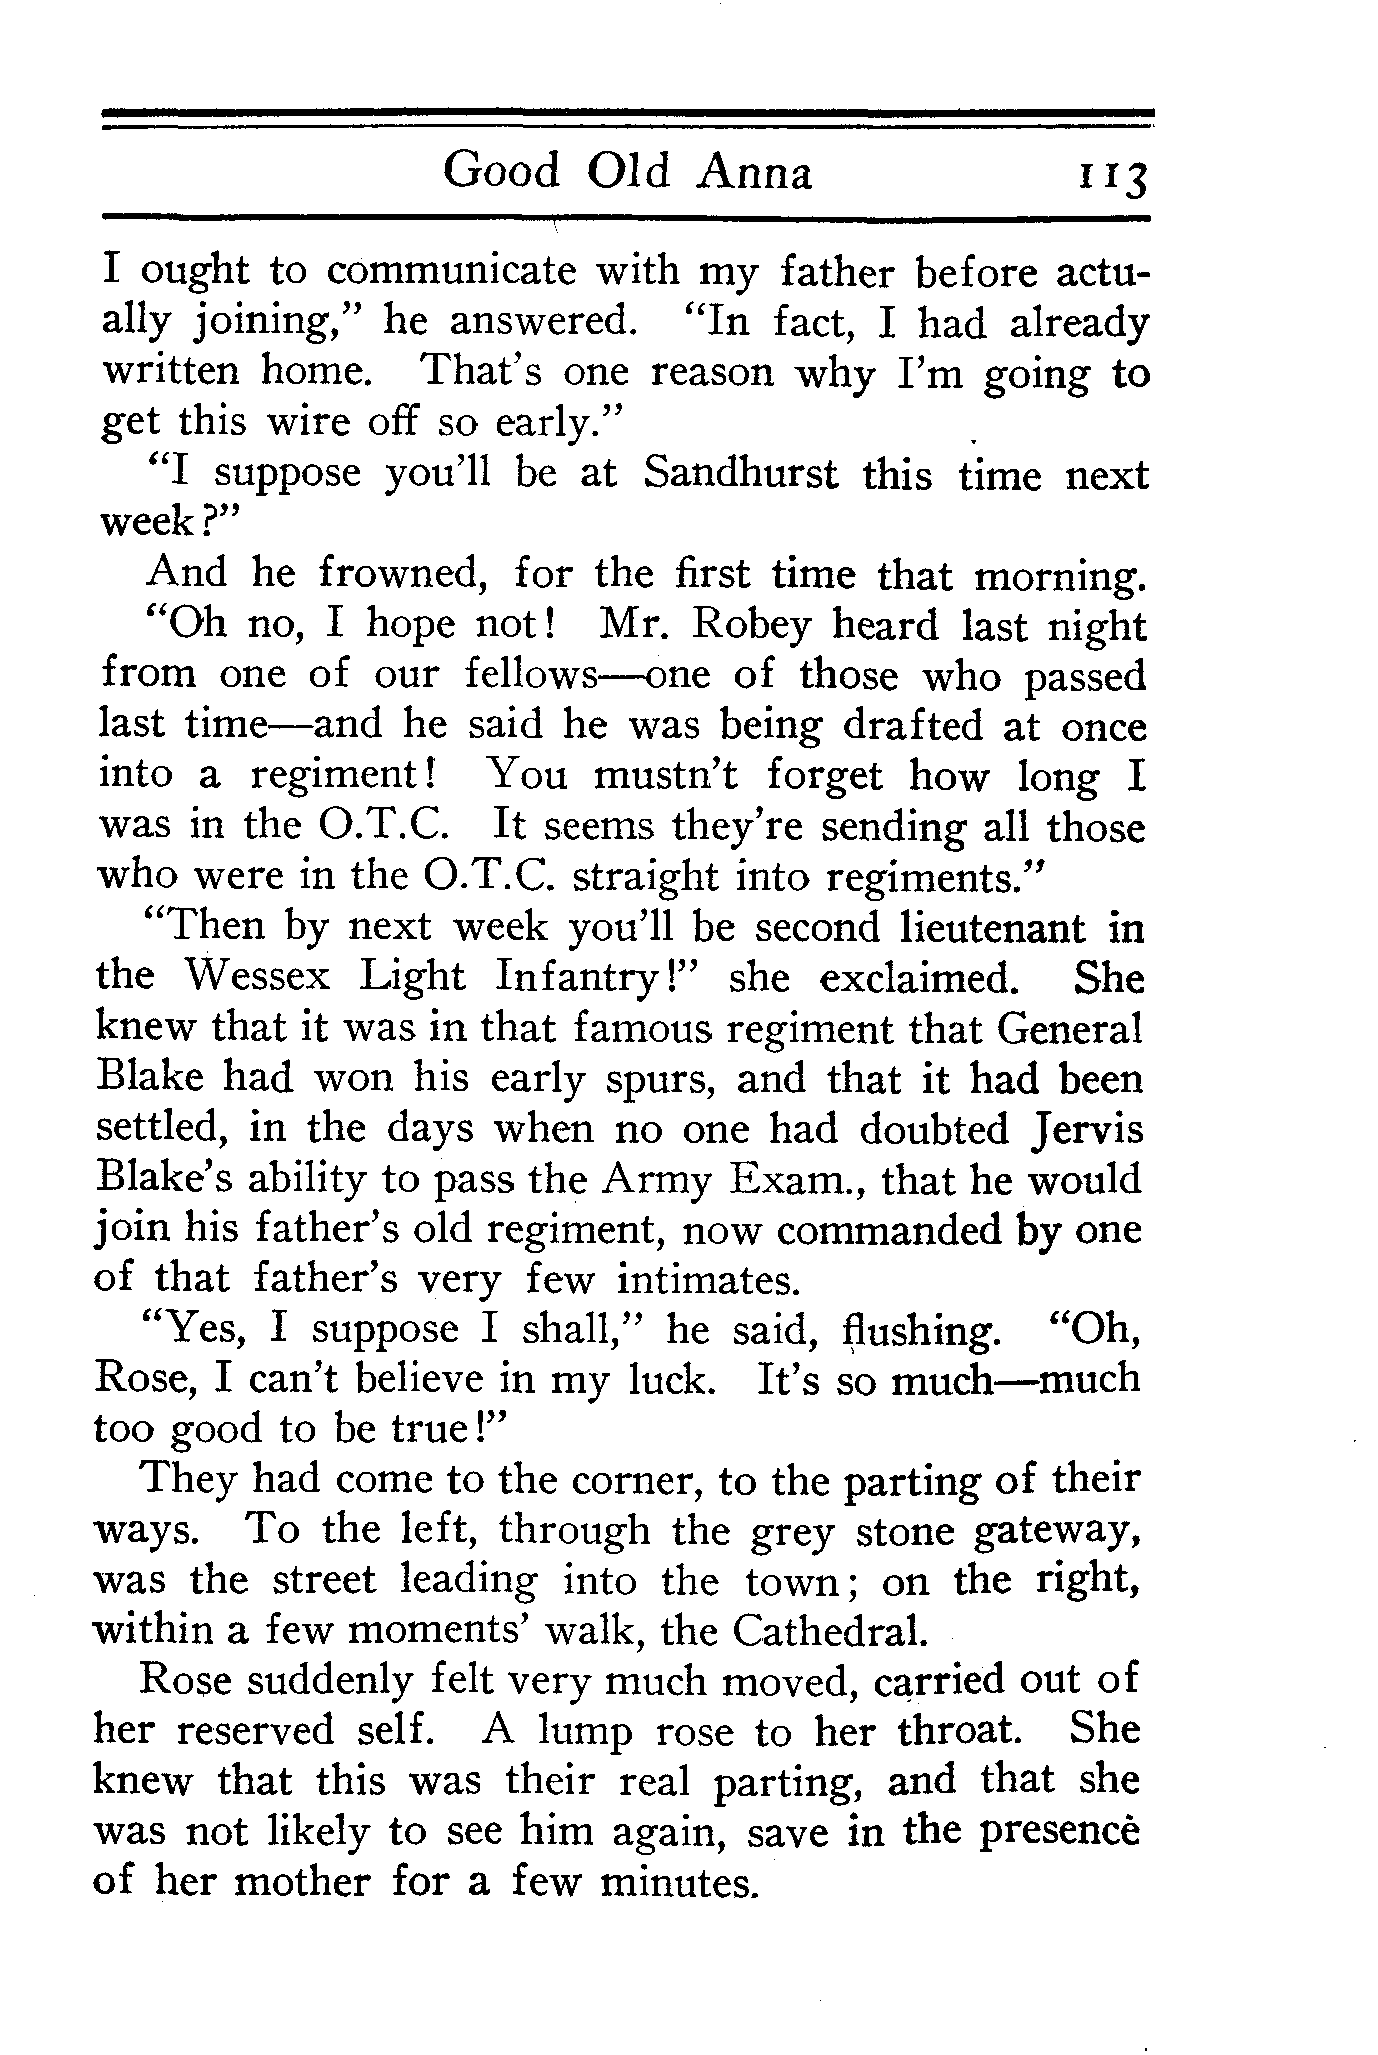 Good Old Anna 113
I ought to communicate with my father before actu-
ally joining,” he answered. “In fact, I had already
written home. That’s one reason why I’m going to
get this wire off so early.”
“I suppose you’ll be at Sandhurst this time next
week?”
And he frowned, for the first time that morning.
“Oh no, I hope not! Mr. Robey heard last night
from one of our fellows—one of those who passed
last time—and he said he was being drafted at once
into a regiment! You mustn’t forget how long I
was in the O.T.C. It seems they’re sending all those
who were in the O.T.C. straight into regiments.”
“Then by next week you’ll be second lieutenant in
the Wessex Light Infantry!” she exclaimed. She
knew that it was in that famous regiment that General
Blake had won his early spurs, and that it had been
settled, in the days when no one had doubted Jervis
Blake’s ability to pass the Army Exam., that he would
join his father’s old regiment, now commanded by one
of that father’s very few intimates.
“Yes, I suppose I shall,” he said, flushing. “Oh,
Rose, I can’t believe in my luck. It’s so much—much
too good to be true!”
They had come to the corner, to the parting of their
ways. To the left, through the grey stone gateway,
was the street leading into the town; on the right,
within a few moments’ walk, the Cathedral.
Rose suddenly felt very much moved, carried out of
her reserved self. A lump rose to her throat. She
knew that this was their real parting, and that she
was not likely to see him again, save in the presence
of her mother for a few minutes.